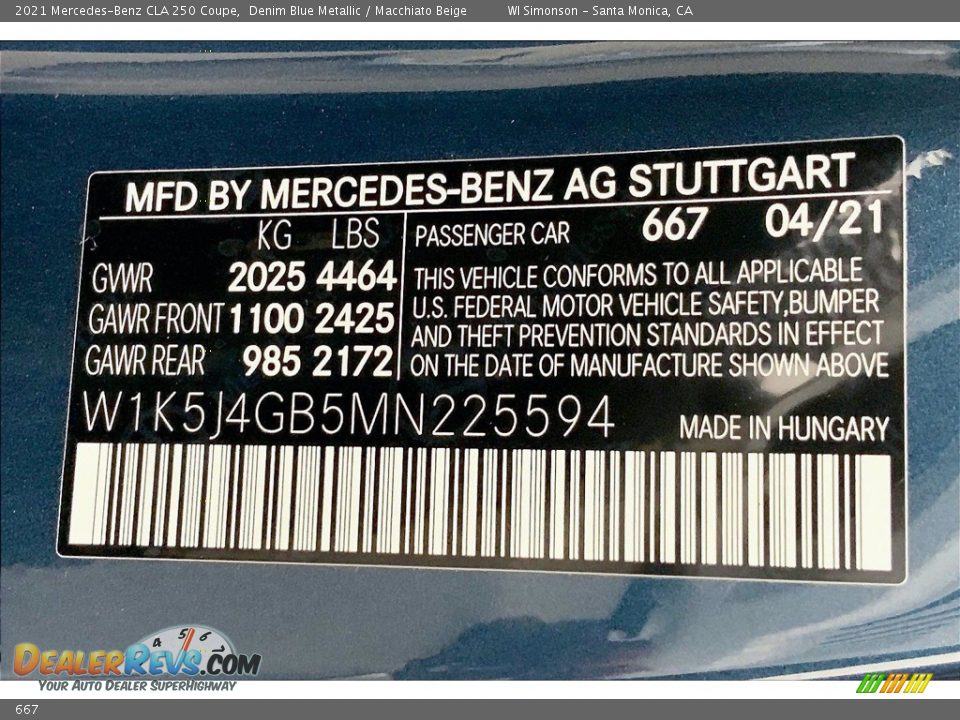 2021 Mercedes-Benz CLA 250 Coupe, Denim Blue Metallic / Macchiato Beige WI Simonson - Santa Monica, CA
MFD BY MERCEDES-BENZ AG STUTTGART
KG LBS
GVWR 2025 4464
GAWR FRONT 1100 2425
GAWR REAR 985 2172
PASSENGER CAR 667 04/21
THIS VEHICLE CONFORMS TO ALL APPLICABLE
U.S. FEDERAL MOTOR VEHICLE SAFETY,BUMPER
AND THEFT PREVENTION STANDARDS IN EFFECT
ON THE DATE OF MANUFACTURE SHOWN ABOVE
W1K5J4GB5MN225594
MADE IN HUNGARY
4 5 6
DEALERREVS.COM
YOUR AUTO DEALER SUPERHIGHWAY
667